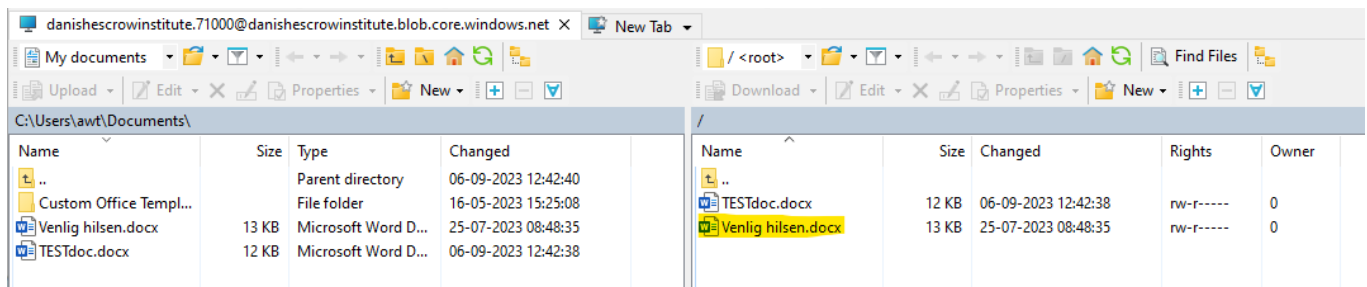 danishescrowinstitute.71000@danishescrowinstitute.blob.core.windows.net × New Tab
My documents / <root> Find Files
Upload Edit Properties New Download Edit Properties New
C:\Users\awt\Documents\ /
Name Size Type Changed Name Size Changed Rights Owner
.. Parent directory 06-09-2023 12:42:40 ..
Custom Office Templ... File folder 16-05-2023 15:25:08 TESTdoc.docx 12 KB 06-09-2023 12:42:38 rw-r----- 0
Venlig hilsen.docx 13 KB Microsoft Word D... 25-07-2023 08:48:35 Venlig hilsen.docx 13 KB 25-07-2023 08:48:35 rw-r----- 0
TESTdoc.docx 12 KB Microsoft Word D... 06-09-2023 12:42:38